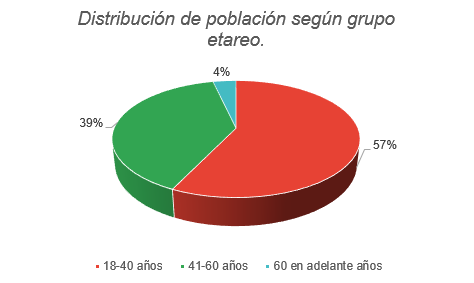 Distribución de población según grupo
etareo.
4%
39%
57%
18-40 años 41-60 años 60 en adelante años